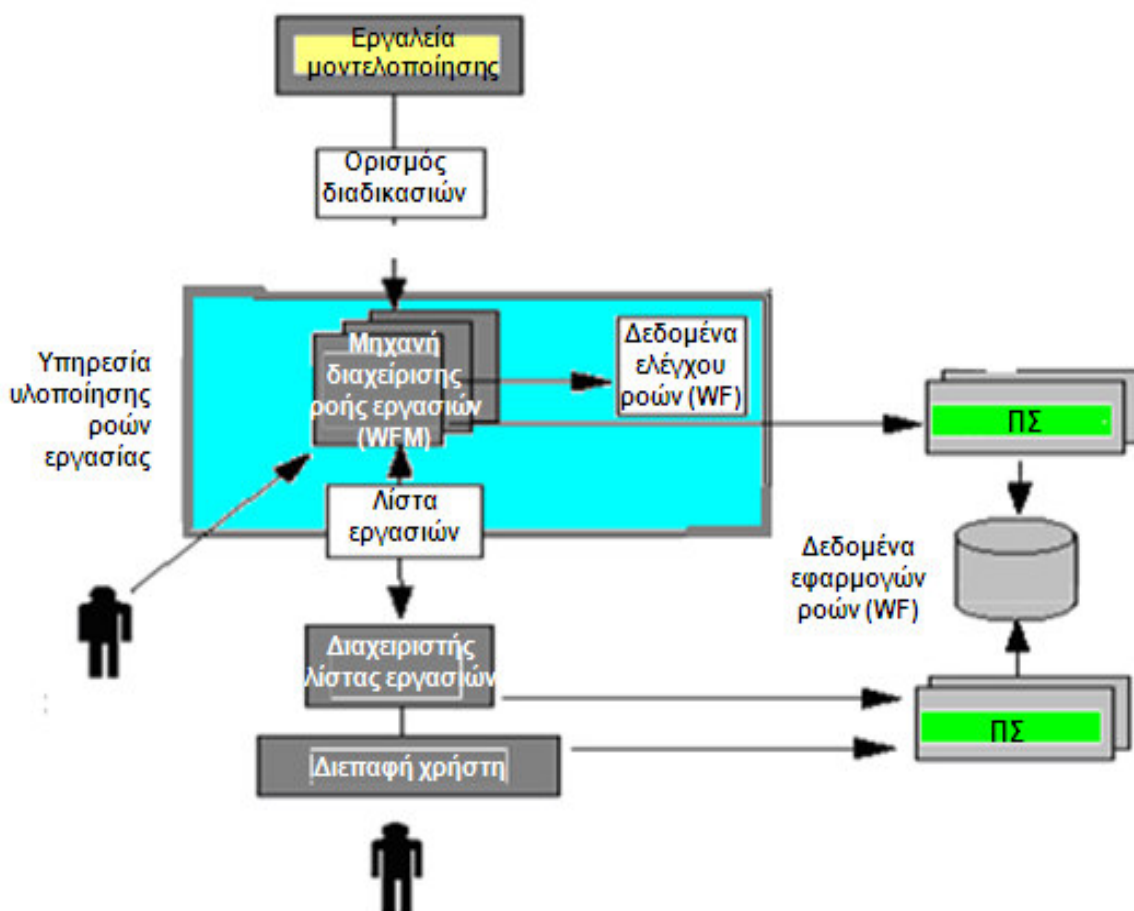 Εργαλεία
μοντελοποίησης
Ορισμός
διαδικασιών
Υπηρεσία
υλοποίησης
ροών
εργασίας
Μηχανή
διαχείρισης
ροής εργασιών
(WFM)
Δεδομένα
ελέγχου
ροών (WF)
ΠΣ
Λίστα
εργασιών
Δεδομένα
εφαρμογών
ροών (WF)
Διαχειριστής
λίστας εργασιών
ΠΣ
Διεπαφή χρήστη